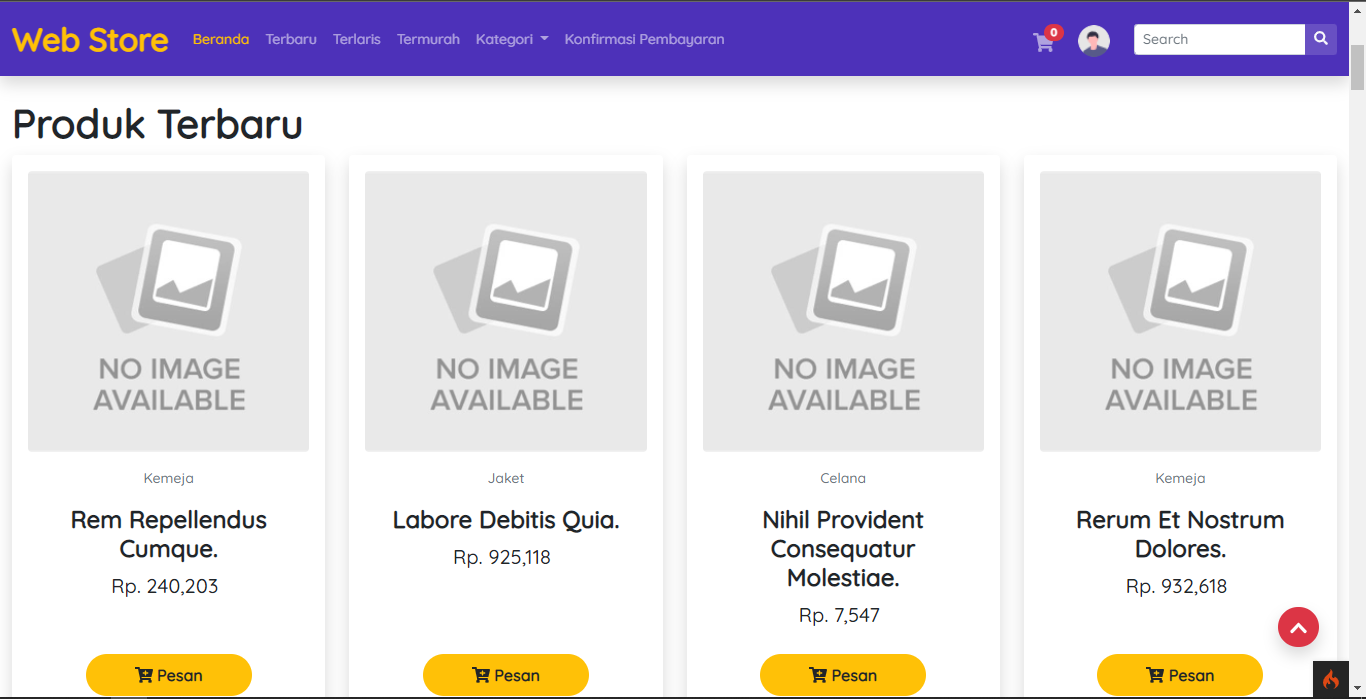 Web Store Beranda Terbaru Terlaris Termurah Kategori Konfirmasi Pembayaran 0 Search
Produk Terbaru
NO IMAGE
AVAILABLE
Kemeja
Rem Repellendus
Cumque.
Rp. 240,203
Pesan
NO IMAGE
AVAILABLE
Jaket
Labore Debitis Quia.
Rp. 925,118
Pesan
NO IMAGE
AVAILABLE
Celana
Nihil Provident
Consequatur
Molestiae.
Rp. 7,547
Pesan
NO IMAGE
AVAILABLE
Kemeja
Rerum Et Nostrum
Dolores.
Rp. 932,618
Pesan